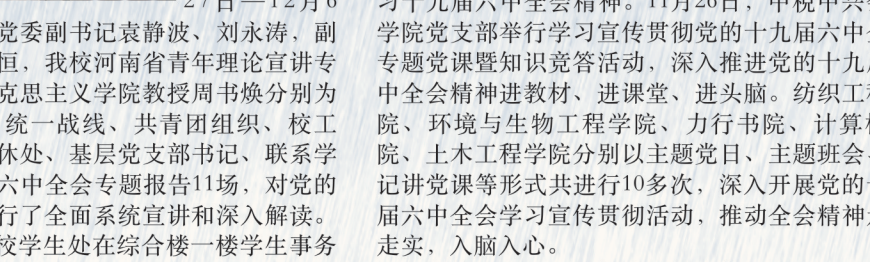 27日—12月6
党委副书记袁静波、刘永涛，副
恒，我校河南省青年理论宣讲专
克思主义学院教授周书焕分别为
统一战线、共青团组织、校工
休处、基层党支部书记、联系学
六中全会专题报告11场，对党的
行了全面系统宣讲和深入解读。
校学生处在综合楼一楼学生事务
习十九届六中全会精神。11月26日，中税中兴
学院党支部举行学习宣传贯彻党的十九届六中
专题党课暨知识竞答活动，深入推进党的十九
中全会精神进教材、进课堂、进头脑。纺织工
院、环境与生物工程学院、力行书院、计算
院、土木工程学院分别以主题党日、主题班会、
记讲党课等形式共进行10多次，深入开展党的
届六中全会学习宣传贯彻活动，推动全会精神
走实，入脑入心。